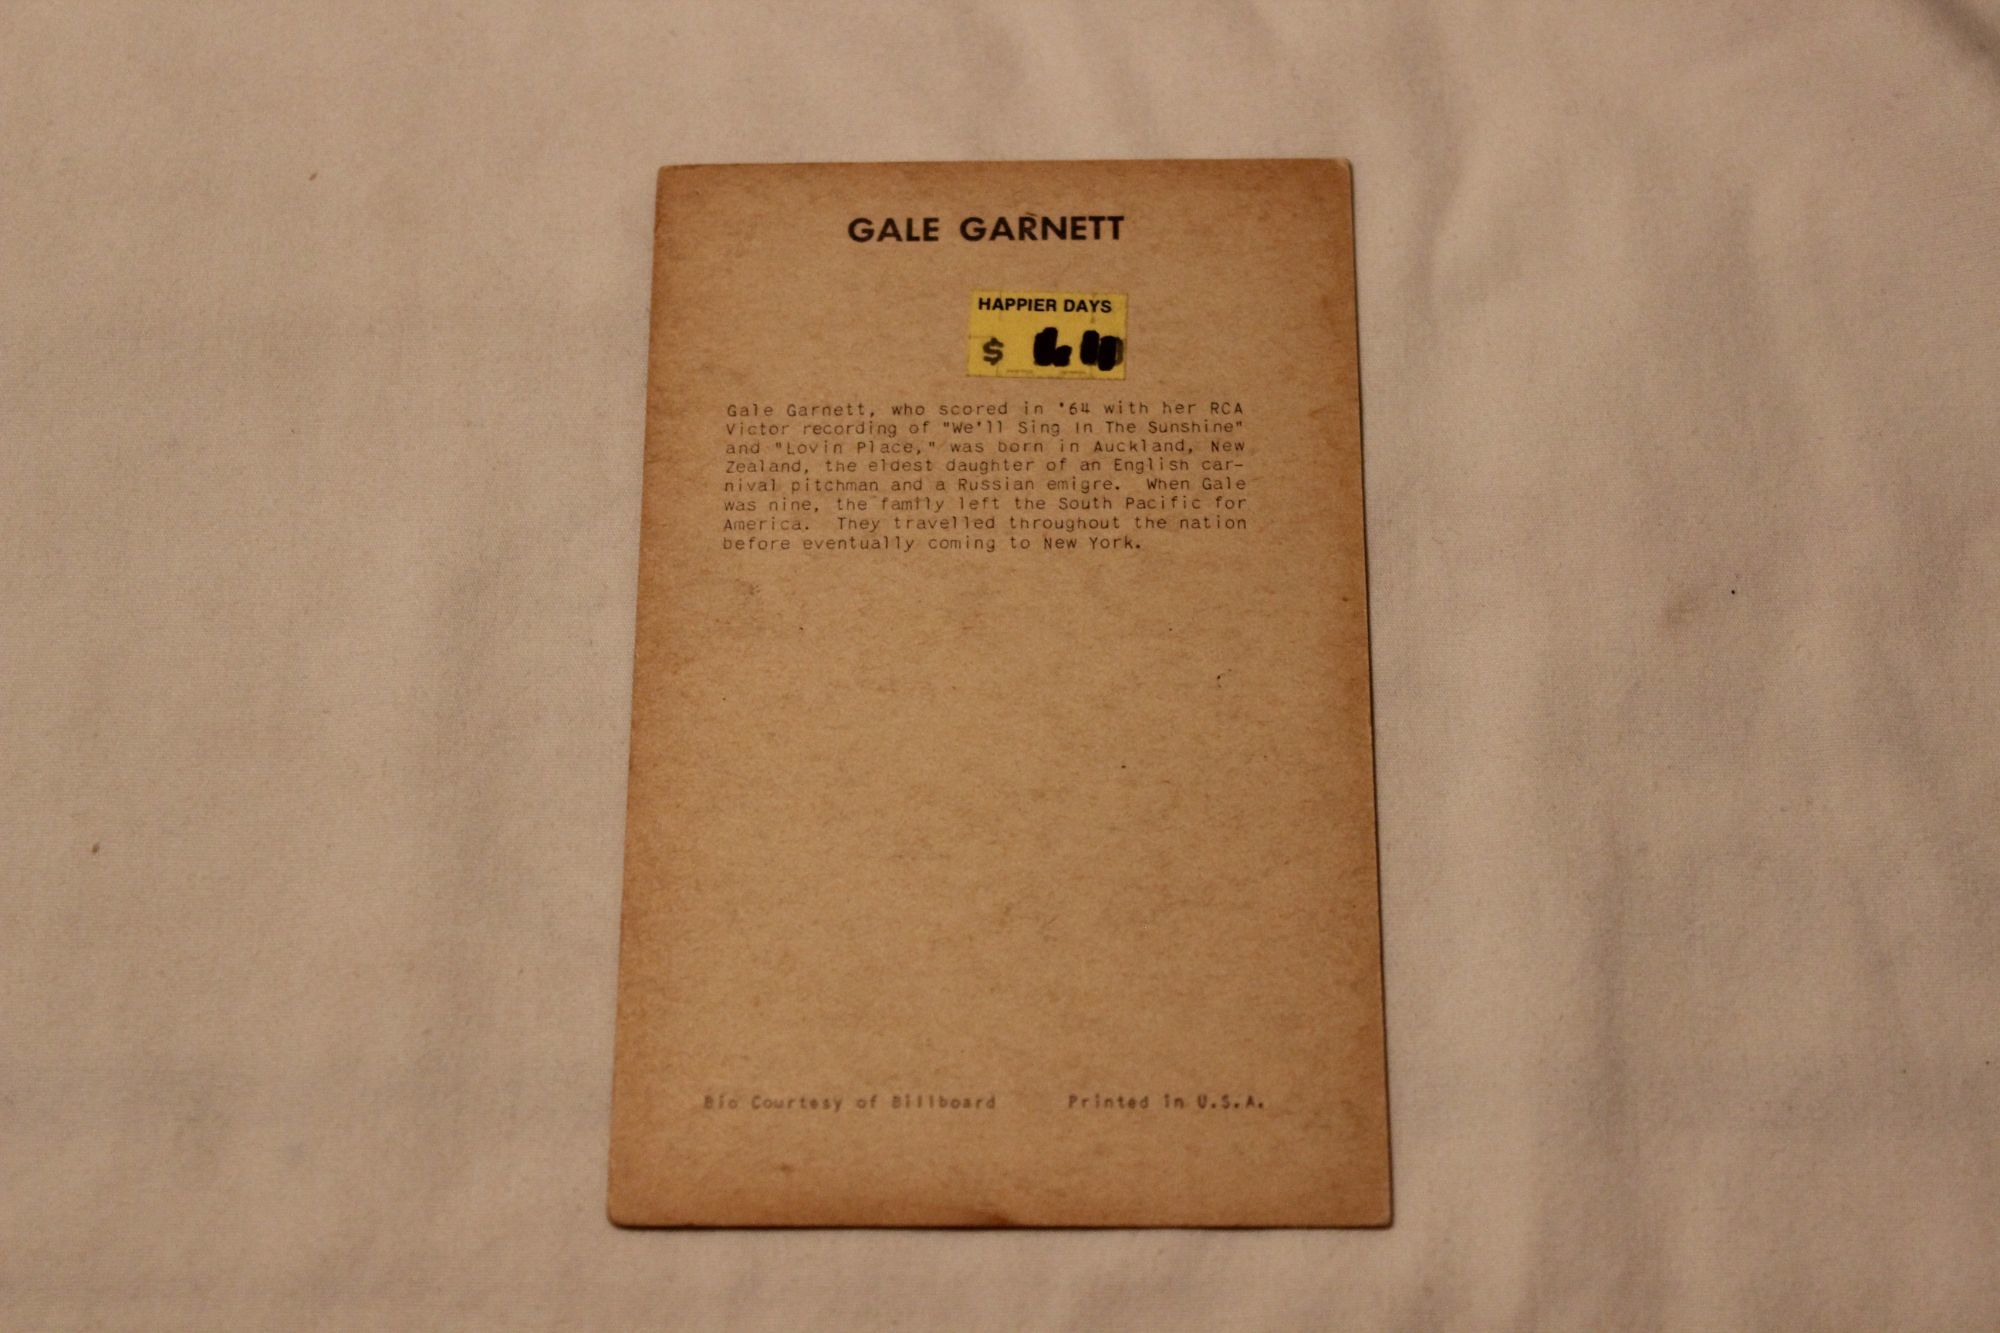 GALE GARNETT
HAPPIER DAYS
$
Gale Garnett, who scored in '64 with her RCA
Victor recording of "We'll Sing In The Sunshine"
and "Lovin Place," was born in Auckland, New
Zealand, the eldest daughter of an English car-
nival pitchman and a Russian emigre. When Gale
was nine, the family left the South Pacific for
America. They travelled throughout the nation
before eventually coming to New York.
Bio Courtesy of Billboard Printed in U.S.A.